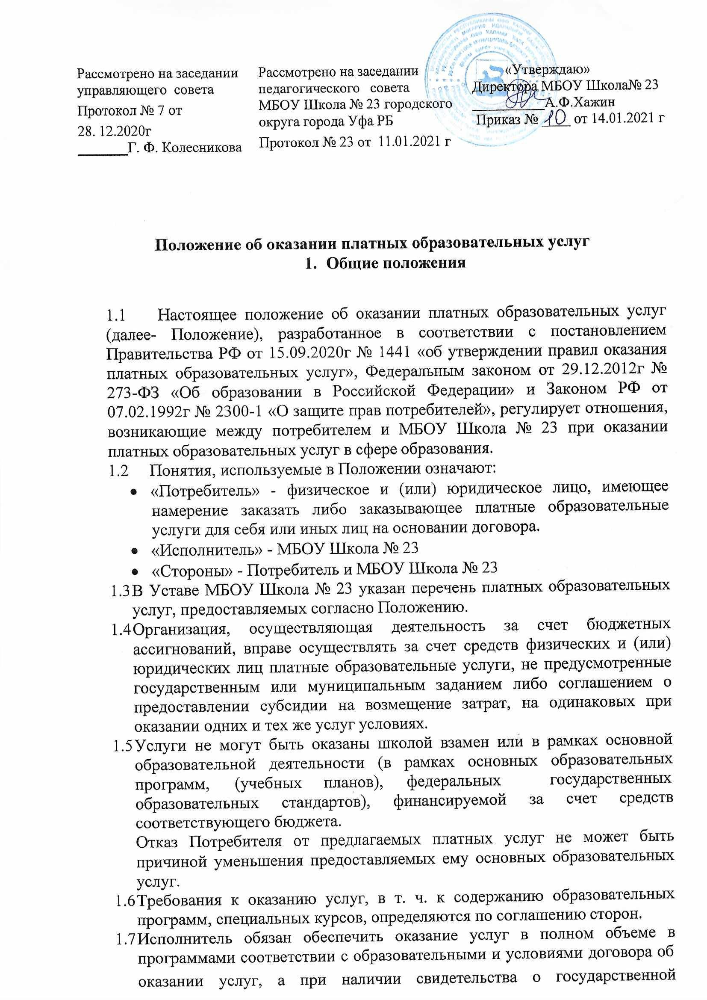 Рассмотрено на заседании
управляющего совета
Протокол № 7 от
28. 12.2020г
_______Г. Ф. Колесникова
Рассмотрено на заседании
педагогического совета
МБОУ Школа № 23 городского
округа города Уфа РБ
Протокол № 23 от 11.01.2021 г
«Утверждаю»
Директора МБОУ Школа№ 23
__________А.Ф.Хажин
Приказ № 10 от 14.01.2021 г
Положение об оказании платных образовательных услуг
1. Общие положения
1.1 Настоящее положение об оказании платных образовательных услуг
(далее- Положение), разработанное в соответствии с постановлением
Правительства РФ от 15.09.2020г № 1441 «об утверждении правил оказания
платных образовательных услуг», Федеральным законом от 29.12.2012г №
273-ФЗ «Об образовании в Российской Федерации» и Законом РФ от
07.02.1992г № 2300-1 «О защите прав потребителей», регулирует отношения,
возникающие между потребителем и МБОУ Школа № 23 при оказании
платных образовательных услуг в сфере образования.
1.2 Понятия, используемые в Положении означают:
• «Потребитель» - физическое и (или) юридическое лицо, имеющее
намерение заказать либо заказывающее платные образовательные
услуги для себя или иных лиц на основании договора.
• «Исполнитель» - МБОУ Школа № 23
• «Стороны» - Потребитель и МБОУ Школа № 23
1.3 В Уставе МБОУ Школа № 23 указан перечень платных образовательных
услуг, предоставляемых согласно Положению.
1.4 Организация, осуществляющая деятельность за счет бюджетных
ассигнований, вправе осуществлять за счет средств физических и (или)
юридических лиц платные образовательные услуги, не предусмотренные
государственным или муниципальным заданием либо соглашением о
предоставлении субсидии на возмещение затрат, на одинаковых при
оказании одних и тех же услуг условиях.
1.5 Услуги не могут быть оказаны школой взамен или в рамках основной
образовательной деятельности (в рамках основных образовательных
программ, (учебных планов), федеральных государственных
образовательных стандартов), финансируемой за счет средств
соответствующего бюджета.
Отказ Потребителя от предлагаемых платных услуг не может быть
причиной уменьшения предоставляемых ему основных образовательных
услуг.
1.6 Требования к оказанию услуг, в т. ч. к содержанию образовательных
программ, специальных курсов, определяются по соглашению сторон.
1.7 Исполнитель обязан обеспечить оказание услуг в полном объеме в
программами соответствии с образовательными и условиями договора об
оказании услуг, а при наличии свидетельства о государственной